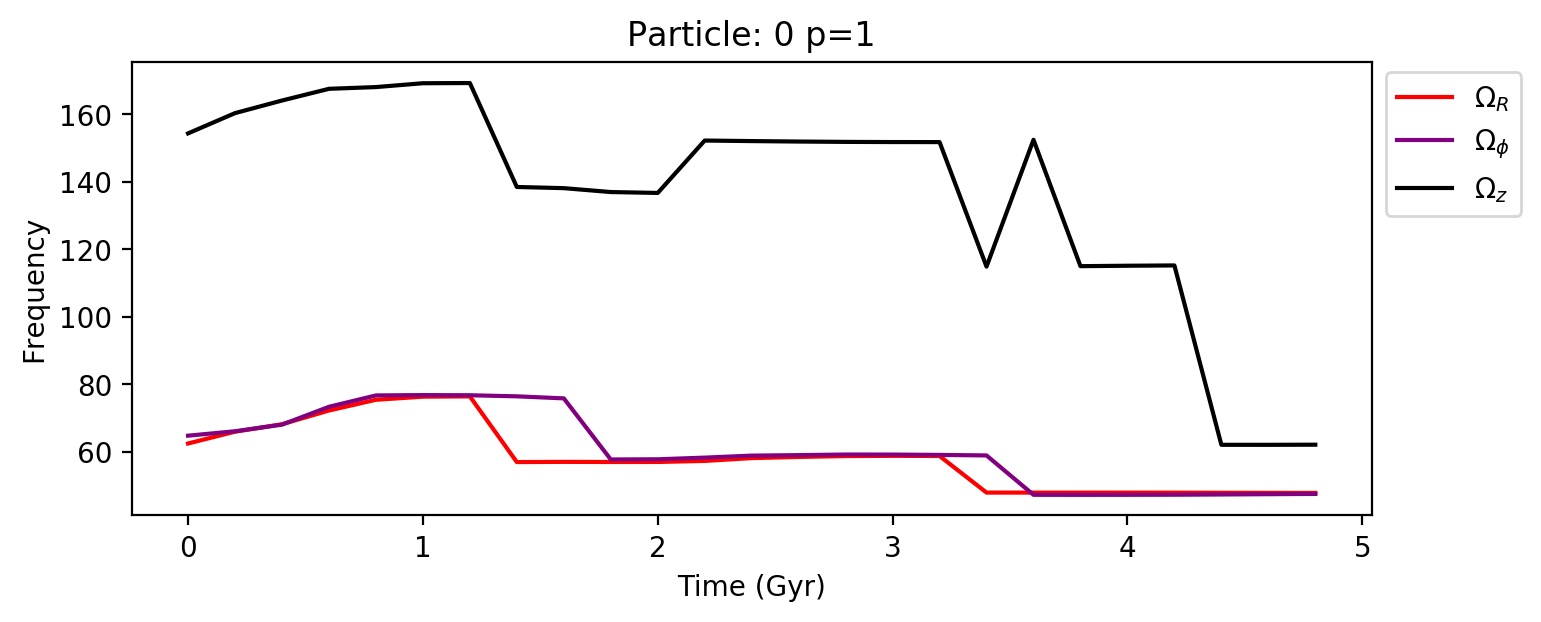 Particle: 0 p=1
Frequency
160
140
120
100
80
60
0 1 2 3 4 5
Time (Gyr)
Ω_R
Ω_ϕ
Ω_z